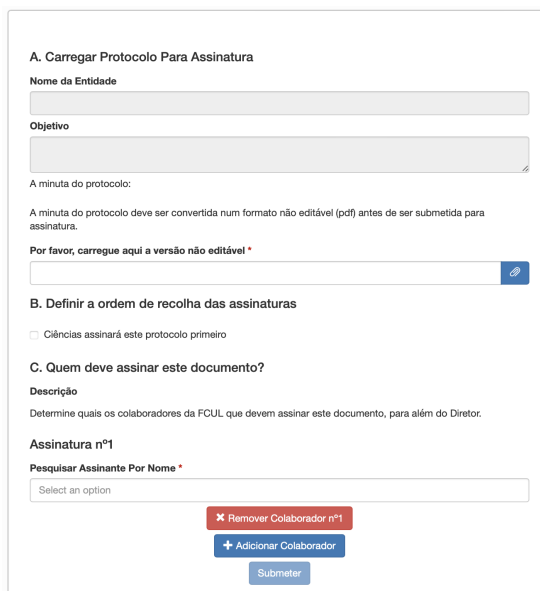 A. Carregar Protocolo Para Assinatura
Nome da Entidade
Objetivo
A minuta do protocolo:
A minuta do protocolo deve ser convertida num formato não editável (pdf) antes de ser submetida para
assinatura.
Por favor, carregue aqui a versão não editável *
B. Definir a ordem de recolha das assinaturas
Ciências assinará este protocolo primeiro
C. Quem deve assinar este documento?
Descrição
Determine quais os colaboradores da FCUL que devem assinar este documento, para além do Diretor.
Assinatura nº1
Pesquisar Assinante Por Nome *
Select an option
Remover Colaborador nº1
Adicionar Colaborador
Submeter